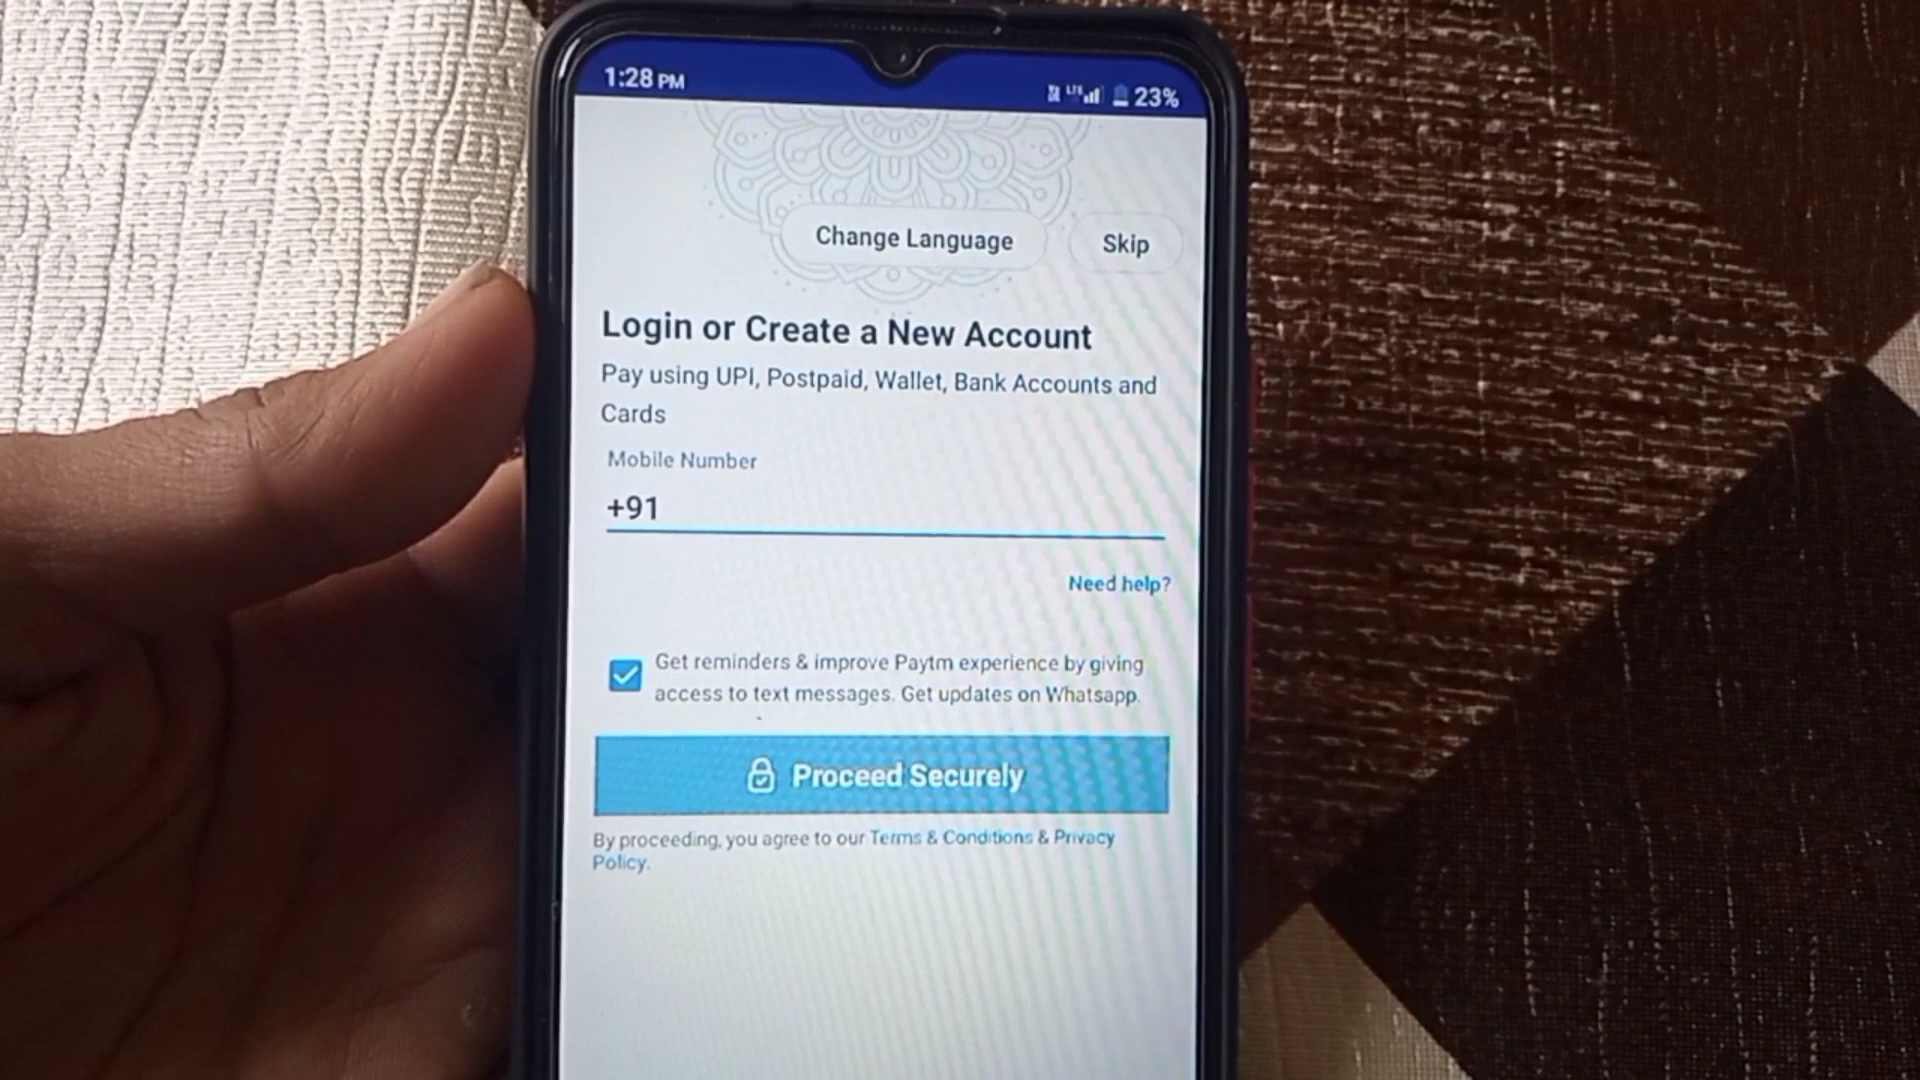 1:28 PM
LTE 23%
Change Language
Skip
Login or Create a New Account
Pay using UPI, Postpaid, Wallet, Bank Accounts and
Cards
Mobile Number
+91
Need help?
Get reminders & improve Paytm experience by giving
access to text messages. Get updates on Whatsapp.
Proceed Securely
By proceeding, you agree to our Terms & Conditions & Privacy
Policy.